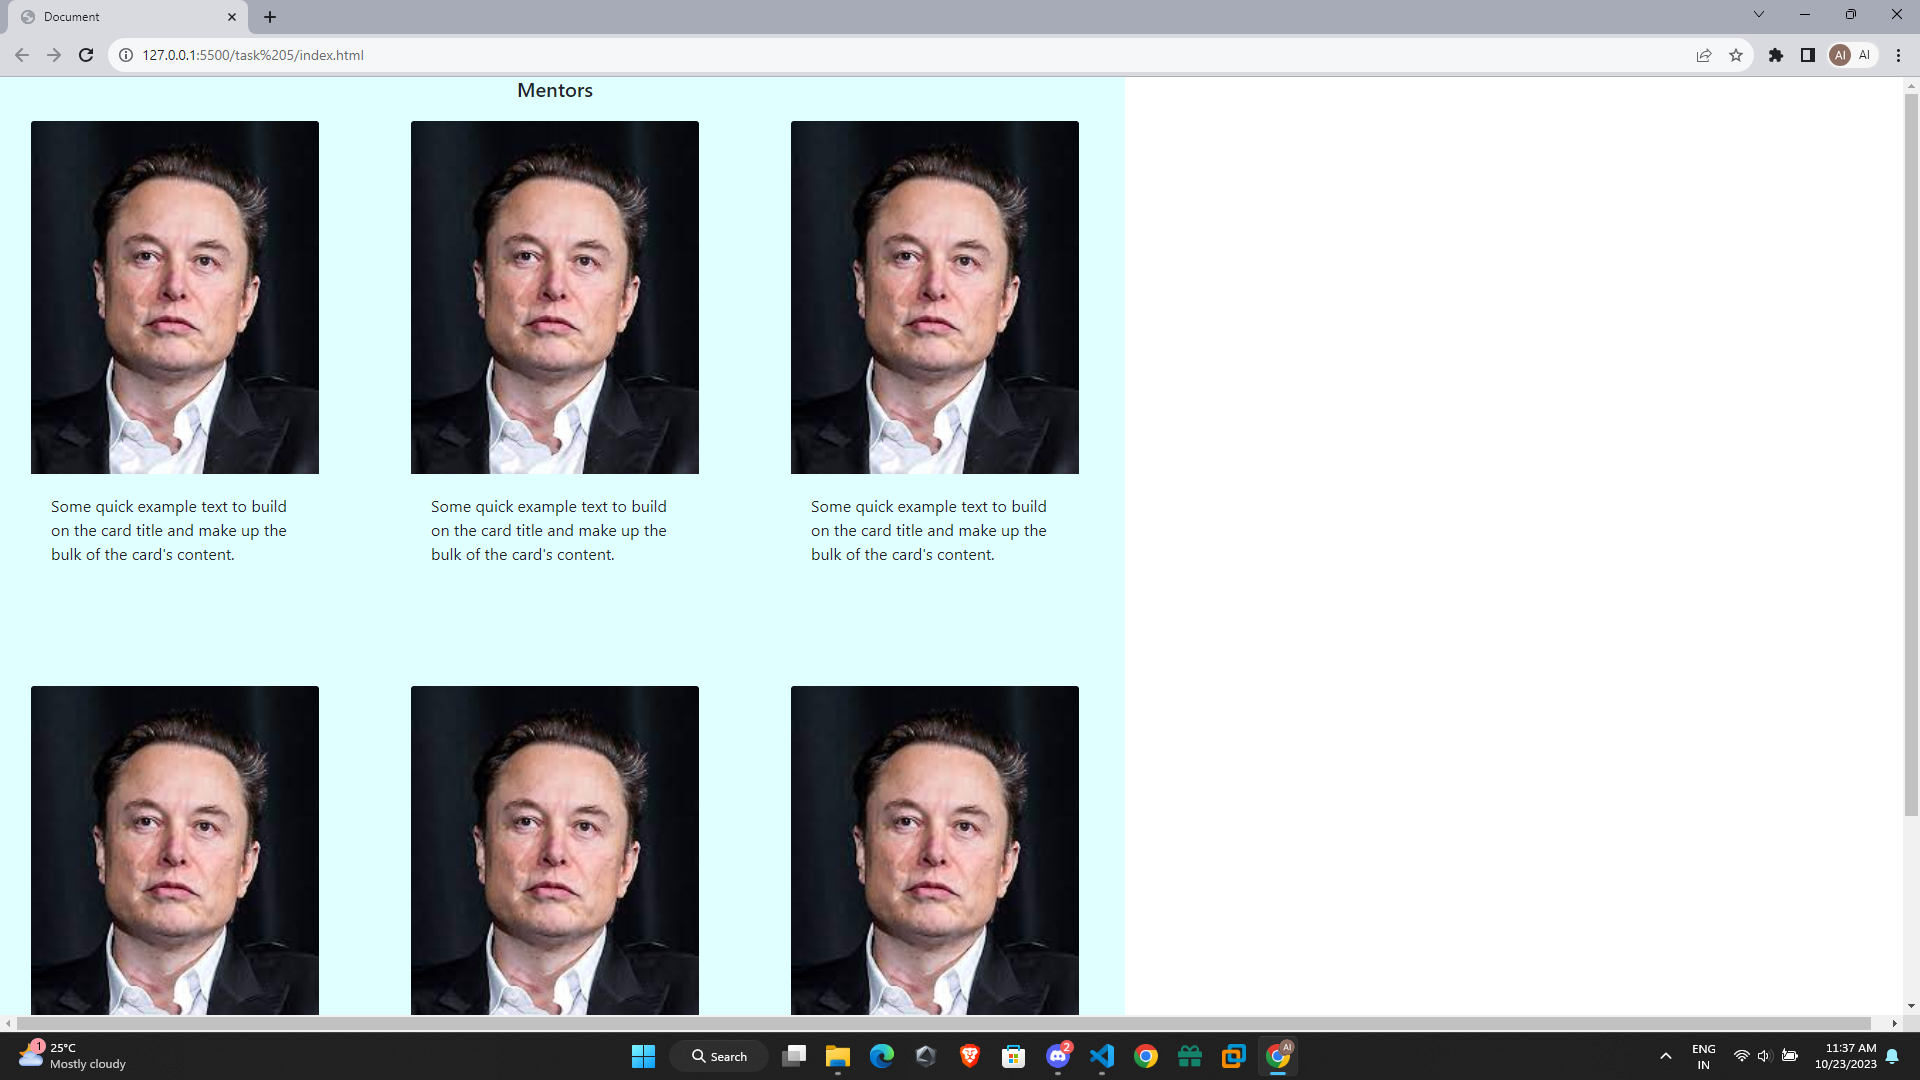 Document
127.0.0.1:5500/task%205/index.html
AI AI
Mentors
Some quick example text to build
on the card title and make up the
bulk of the card's content.
Some quick example text to build
on the card title and make up the
bulk of the card's content.
Some quick example text to build
on the card title and make up the
bulk of the card's content.
1
25°C
Mostly cloudy
Search
2
AI
ENG
IN
11:37 AM
10/23/2023